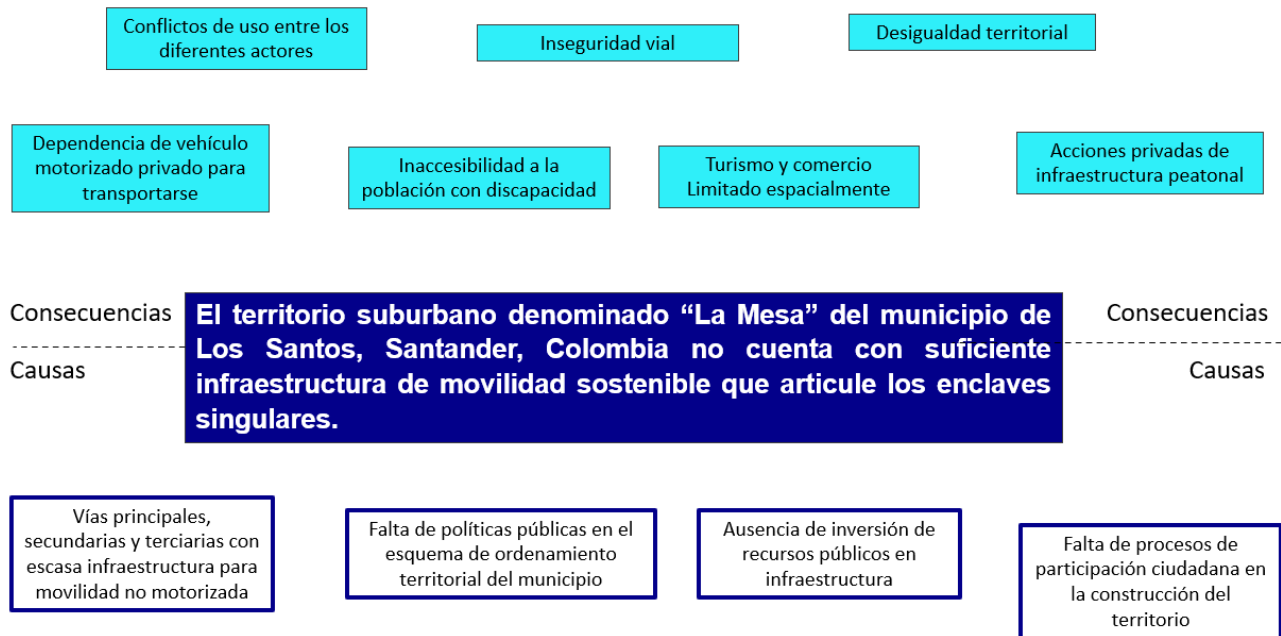 Conflictos de uso entre los
diferentes actores
Inseguridad vial
Desigualdad territorial
Dependencia de vehículo
motorizado privado para
transportarse
Inaccesibilidad a la
población con discapacidad
Turismo y comercio
Limitado espacialmente
Acciones privadas de
infraestructura peatonal
Consecuencias
Causas
El territorio suburbano denominado “La Mesa” del municipio de
Los Santos, Santander, Colombia no cuenta con suficiente
infraestructura de movilidad sostenible que articule los enclaves
singulares.
Consecuencias
Causas
Vías principales,
secundarias y terciarias con
escasa infraestructura para
movilidad no motorizada
Falta de políticas públicas en el
esquema de ordenamiento
territorial del municipio
Ausencia de inversión de
recursos públicos en
infraestructura
Falta de procesos de
participación ciudadana en
la construcción del
territorio